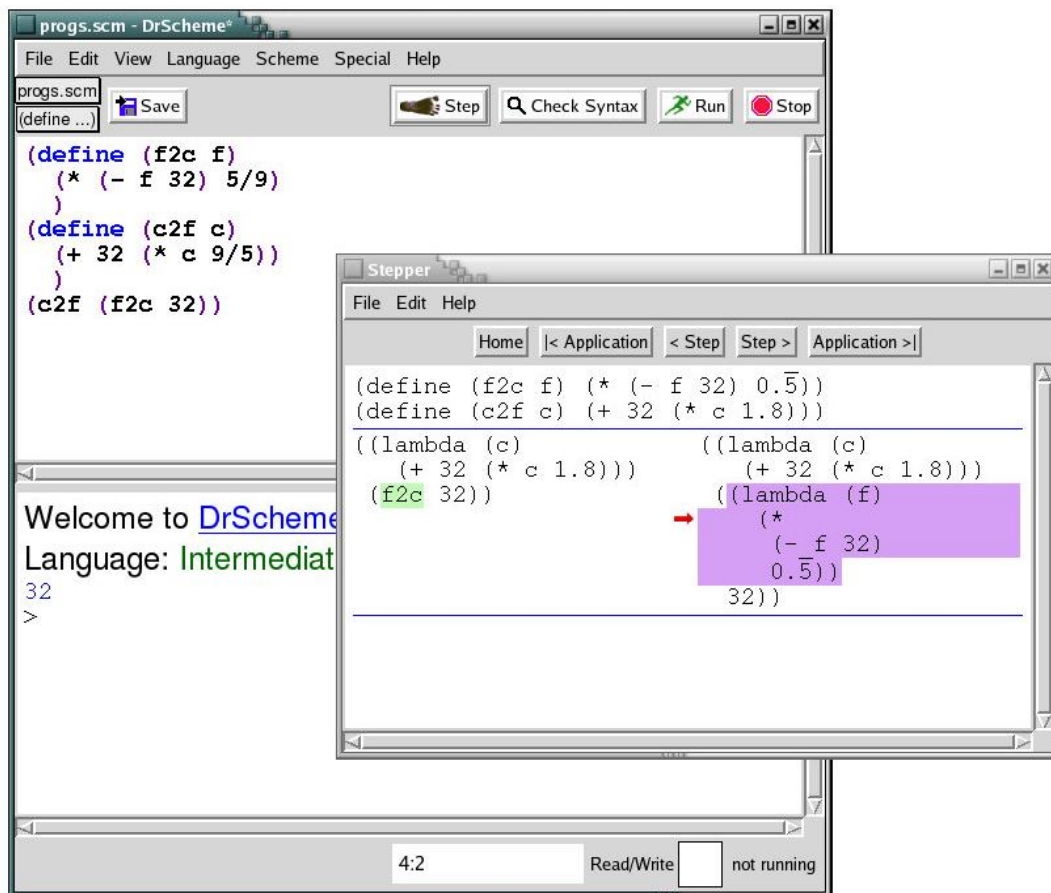 progs.scm - DrScheme*
File Edit View Language Scheme Special Help
progs.scm
(define ...)
Save
Step
Check Syntax
Run
Stop
(define (f2c f)
(* (- f 32) 5/9)
)
(define (c2f c)
(+ 32 (* c 9/5))
)
(c2f (f2c 32))
Welcome to DrScheme
Language: Intermediat
32
>
4:2
Read/Write
not running
Stepper
File Edit Help
Home
|< Application
< Step
Step >
Application >|
(define (f2c f) (* (- f 32) 0.5̅))
(define (c2f c) (+ 32 (* c 1.8)))
((lambda (c)
(+ 32 (* c 1.8)))
(f2c 32))
((lambda (c)
(+ 32 (* c 1.8)))
((lambda (f)
(*
(- f 32)
0.5̅))
32))